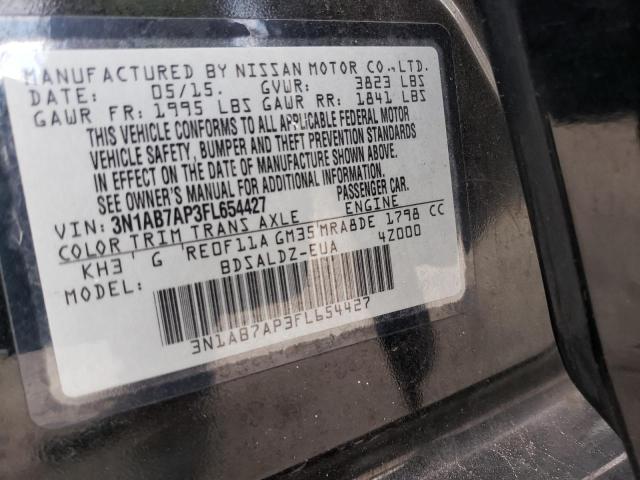 MANUFACTURED BY NISSAN MOTOR CO.,LTD.
DATE: 05/15. GVWR: 3823 LBS
GAWR FR: 1995 LBS GAWR RR: 1841 LBS
THIS VEHICLE CONFORMS TO ALL APPLICABLE FEDERAL MOTOR
VEHICLE SAFETY, BUMPER AND THEFT PREVENTION STANDARDS
IN EFFECT ON THE DATE OF MANUFACTURE SHOWN ABOVE.
SEE OWNER'S MANUAL FOR ADDITIONAL INFORMATION.
VIN: 3N1AB7AP3FL654427 PASSENGER CAR.
COLOR TRIM TRANS AXLE ENGINE
KH3 G RE0F11A GM35 MRA8DE 1798 CC
MODEL: BDSALDZ-EUA 4Z000
3N1AB7AP3FL654427